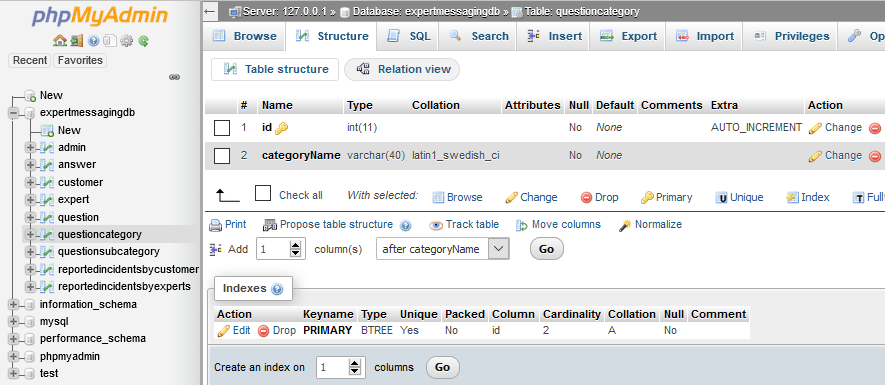 phpMyAdmin
Recent Favorites
New
expertmessagingdb
New
admin
answer
customer
expert
question
questioncategory
questionsubcategory
reportedincidentsbycustomer
reportedincidentsbyexperts
information_schema
mysql
performance_schema
phpmyadmin
test
Server: 127.0.0.1 » Database: expertmessagingdb » Table: questioncategory
Browse Structure SQL Search Insert Export Import Privileges Op
Table structure Relation view
# Name Type Collation Attributes Null Default Comments Extra Action
1 id int(11) No None AUTO_INCREMENT Change
2 categoryName varchar(40) latin1_swedish_ci No None Change
Check all With selected: Browse Change Drop Primary Unique Index Fullt
Print Propose table structure Track table Move columns Normalize
Add 1 column(s) after categoryName Go
Indexes
Action Keyname Type Unique Packed Column Cardinality Collation Null Comment
Edit Drop PRIMARY BTREE Yes No id 2 A No
Create an index on 1 columns Go